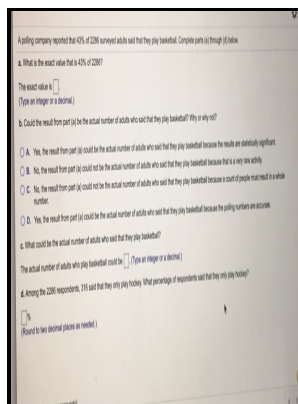 A polling company reported that 43% of 2286 surveyed adults said that they play basketball. Complete parts (a) through (d) below.
a. What is the exact value that is 43% of 2286?
The exact value is
(Type an integer or a decimal.)
b. Could the result from part (a) be the actual number of adults who said that they play basketball? Why or why not?
A. Yes, the result from part (a) could be the actual number of adults who said that they play basketball because the results are statistically significant.
B. No, the result from part (a) could not be the actual number of adults who said that they play basketball because that is a very rare activity.
C. No, the result from part (a) could not be the actual number of adults who said that they play basketball because a count of people must result in a whole
number.
D. Yes, the result from part (a) could be the actual number of adults who said that they play basketball because the polling numbers are accurate.
c. What could be the actual number of adults who said that they play basketball?
The actual number of adults who play basketball could be (Type an integer or a decimal.)
d. Among the 2286 respondents, 316 said that they only play hockey. What percentage of respondents said that they only play hockey?
%
(Round to two decimal places as needed.)